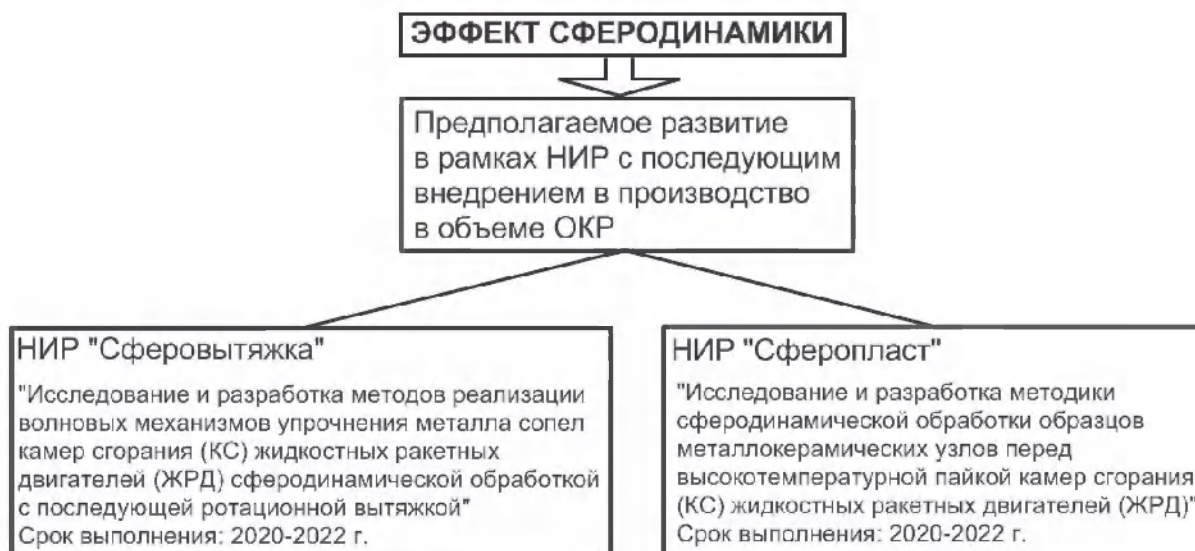 ЭФФЕКТ СФЕРОДИНАМИКИ
Предполагаемое развитие
в рамках НИР с последующим
внедрением в производство
в объеме ОКР
НИР "Сферовытяжка"
"Исследование и разработка методов реализации
волновых механизмов упрочнения металла сопел
камер сгорания (КС) жидкостных ракетных
двигателей (ЖРД) сферодинамической обработкой
с последующей ротационной вытяжкой"
Срок выполнения: 2020-2022 г.
НИР "Сферопласт"
"Исследование и разработка методики
сферодинамической обработки образцов
металлокерамических узлов перед
высокотемпературной пайкой камер сгорания
(КС) жидкостных ракетных двигателей (ЖРД)"
Срок выполнения: 2020-2022 г.